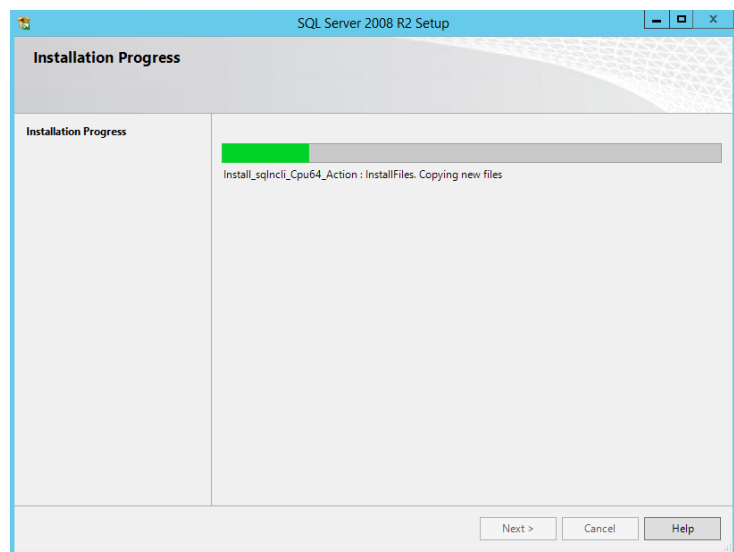 SQL Server 2008 R2 Setup
Installation Progress
Installation Progress
Install_sqlncli_Cpu64_Action : InstallFiles. Copying new files
Next >
Cancel
Help